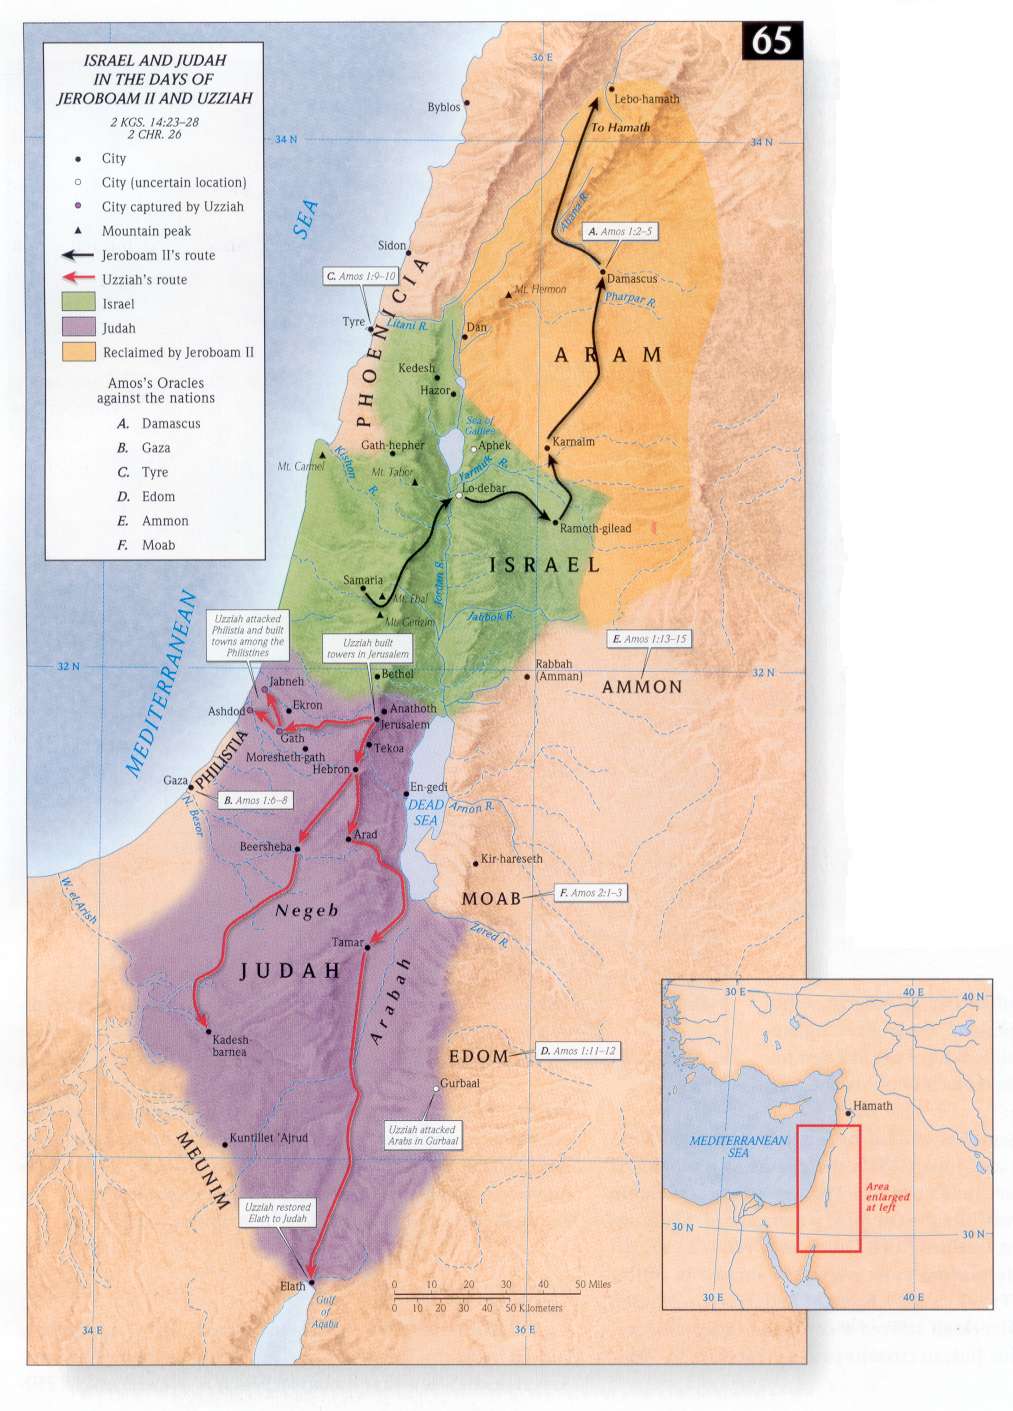 65
ISRAEL AND JUDAH
IN THE DAYS OF
JEROBOAM II AND UZZIAH
2 KGS. 14:23–28
2 CHR. 26
City
City (uncertain location)
City captured by Uzziah
Mountain peak
Jeroboam II's route
Uzziah's route
Israel
Judah
Reclaimed by Jeroboam II
Amos's Oracles
against the nations
A. Damascus
B. Gaza
C. Tyre
D. Edom
E. Ammon
F. Moab
36 E
Lebo-hamath
Byblos
To Hamath
34 N
34 N
SEA
Abana R.
A. Amos 1:2–5
Sidon
C. Amos 1:9–10
Damascus
Mt. Hermon
Pharpar R.
PHOENICIA
Tyre
Litani R.
Dan
ARAM
Kedesh
Hazor
Sea of
Galilee
Karnaim
Gath-hepher
Aphek
Mt. Carmel
Kishon
R.
Mt. Tabor
Yarmuk R.
Lo-debar
Ramoth-gilead
ISRAEL
Samaria
Mt. Ebal
Jordan R.
Mt. Gerizim
Jabbok R.
MEDITERRANEAN
Uzziah attacked
Philistia and built
towns among the
Philistines
Uzziah built
towers in Jerusalem
E. Amos 1:13–15
32 N
32 N
Bethel
Rabbah
(Amman)
AMMON
Jabneh
Ekron
Ashdod
Anathoth
Jerusalem
Gath
Tekoa
Moresheth-gath
Hebron
PHILISTIA
Gaza
B. Amos 1:6–8
En-gedi
DEAD
SEA
Arnon R.
N. Besor
Arad
Beersheba
Kir-hareseth
W. el-Arish
MOAB
F. Amos 2:1–3
Negeb
Zered R.
Tamar
JUDAH
Arabah
Kadesh-
barnea
EDOM
D. Amos 1:11–12
Gurbaal
Uzziah attacked
Arabs in Gurbaal
Kuntillet 'Ajrud
MEUNIM
Uzziah restored
Elath to Judah
Elath
Gulf
of
Aqaba
0 10 20 30 40 50 Miles
0 10 20 30 40 50 Kilometers
34 E
36 E
30 E
40 E
40 N
Hamath
MEDITERRANEAN
SEA
Area
enlarged
at left
30 N
30 N
30 E
40 E